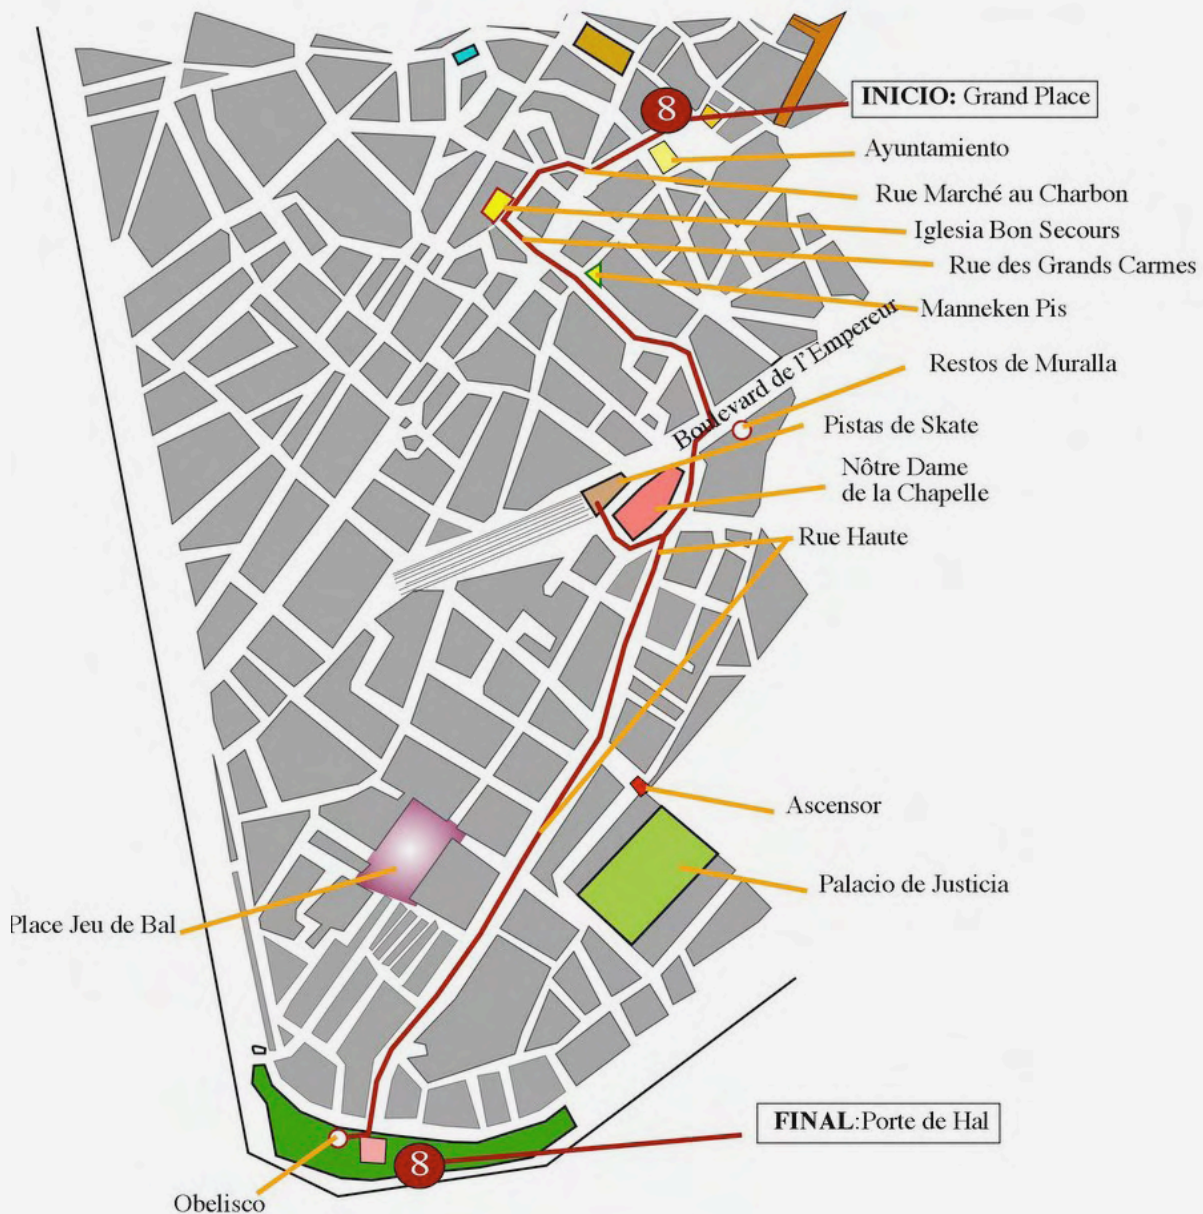 8
INICIO: Grand Place
Ayuntamiento
Rue Marché au Charbon
Iglesia Bon Secours
Rue des Grands Carmes
Manneken Pis
Boulevard de l'Empereur
Restos de Muralla
Pistas de Skate
Nôtre Dame
de la Chapelle
Rue Haute
Ascensor
Palacio de Justicia
Place Jeu de Bal
FINAL:Porte de Hal
8
Obelisco